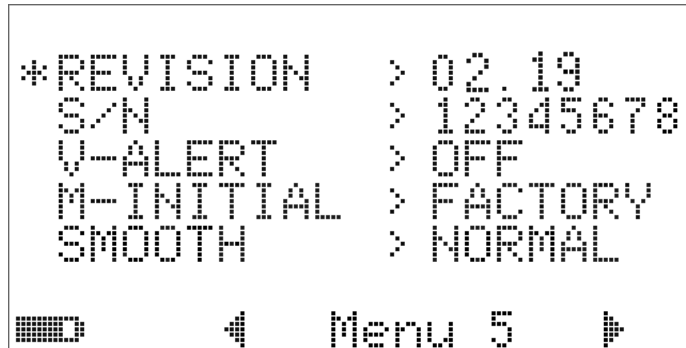 *REVISION > 02.19
S/N > 12345678
V-ALERT > OFF
M-INITIAL > FACTORY
SMOOTH > NORMAL
◀ Menu 5 ▶